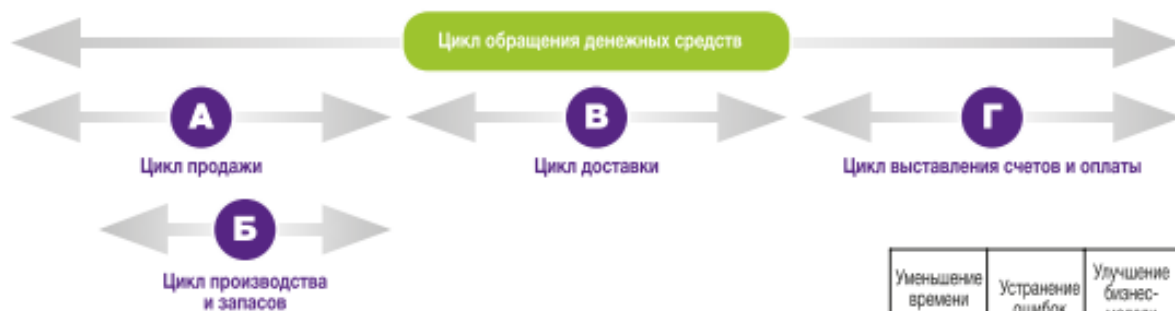 Цикл обращения денежных средств
А
В
Г
Цикл продажи
Цикл доставки
Цикл выставления счетов и оплаты
Б
Цикл производства
и запасов
Уменьшение
времени
Устранение
ошибок
Улучшение
бизнес-